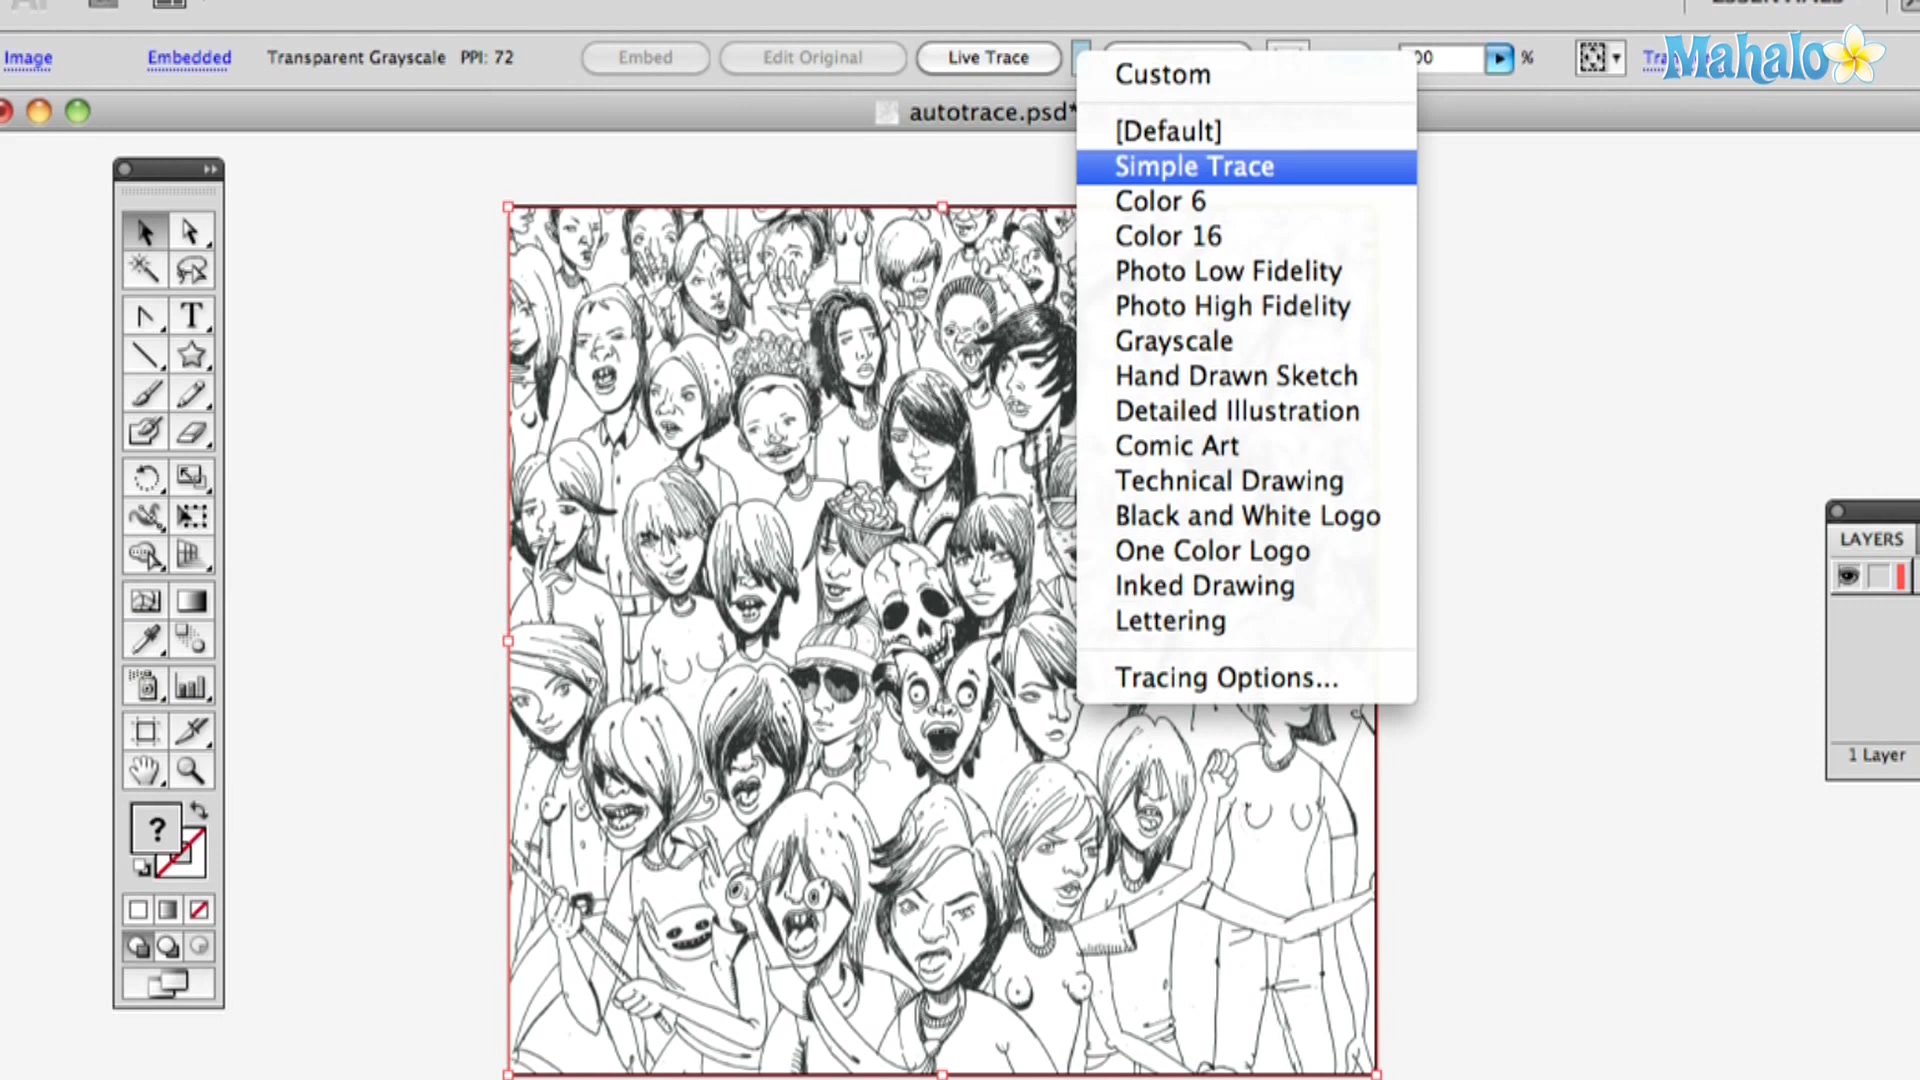 Image Embedded Transparent Grayscale PPI: 72 Embed Edit Original Live Trace 00 %
Mahalo
autotrace.psd*
Custom
[Default]
Simple Trace
Color 6
Color 16
Photo Low Fidelity
Photo High Fidelity
Grayscale
Hand Drawn Sketch
Detailed Illustration
Comic Art
Technical Drawing
Black and White Logo
One Color Logo
Inked Drawing
Lettering
Tracing Options...
T
?
LAYERS
1 Layer